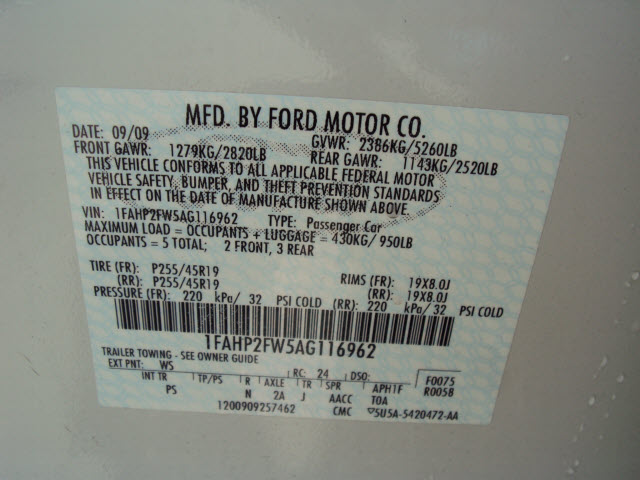 MFD. BY FORD MOTOR CO.
DATE: 09/09 GVWR: 2386KG/5260LB
FRONT GAWR: 1279KG/2820LB REAR GAWR: 1143KG/2520LB
THIS VEHICLE CONFORMS TO ALL APPLICABLE FEDERAL MOTOR
VEHICLE SAFETY, BUMPER, AND THEFT PREVENTION STANDARDS
IN EFFECT ON THE DATE OF MANUFACTURE SHOWN ABOVE.
VIN: 1FAHP2FW5AG116962 TYPE: Passenger Car
MAXIMUM LOAD = OCCUPANTS + LUGGAGE = 430KG/950LB
OCCUPANTS = 5 TOTAL; 2 FRONT, 3 REAR
TIRE (FR): P255/45R19 RIMS (FR): 19X8.0J
(RR): P255/45R19 (RR): 19X8.0J
PRESSURE (FR): 220 kPa/ 32 PSI COLD (RR): 220 kPa/ 32 PSI COLD
1FAHP2FW5AG116962
TRAILER TOWING - SEE OWNER GUIDE
EXT PNT: WS RC: 24 DSO: F0075
INT TR TP/PS R AXLE TR SPR APH1F R0058
PS N 2A J AACC TOA
1200909257462 CMC 5U5A-5420472-AA